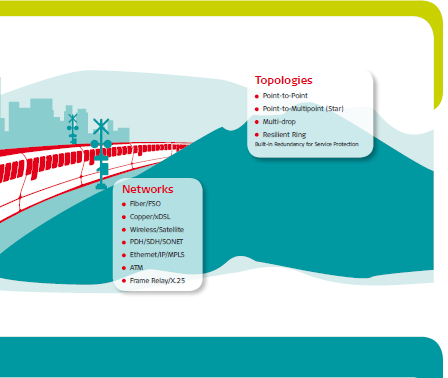 Topologies
Point-to-Point
Point-to-Multipoint (Star)
Multi-drop
Resilient Ring
Built-in Redundancy for Service Protection
Networks
Fiber/FSO
Copper/xDSL
Wireless/Satellite
PDH/SDH/SONET
Ethernet/IP/MPLS
ATM
Frame Relay/X.25